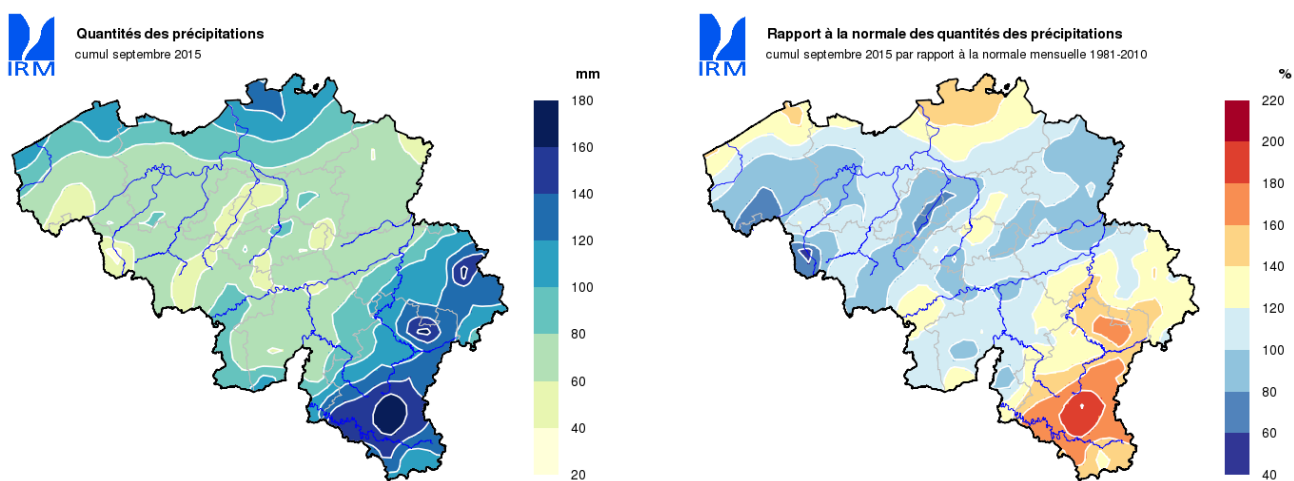 IRM
Quantités des précipitations
cumul septembre 2015
mm
180
160
140
120
100
80
60
40
20
IRM
Rapport à la normale des quantités des précipitations
cumul septembre 2015 par rapport à la normale mensuelle 1981-2010
%
220
200
180
160
140
120
100
80
60
40